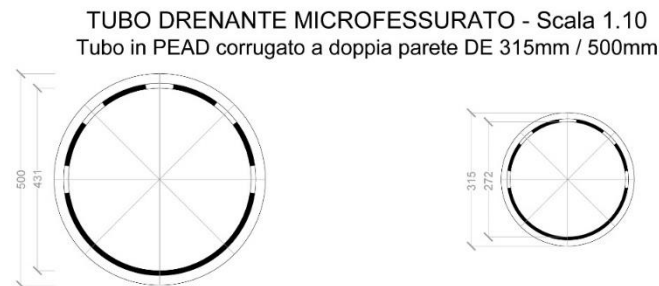 TUBO DRENANTE MICROFESSURATO - Scala 1.10
Tubo in PEAD corrugato a doppia parete DE 315mm / 500mm
500
431
315
272